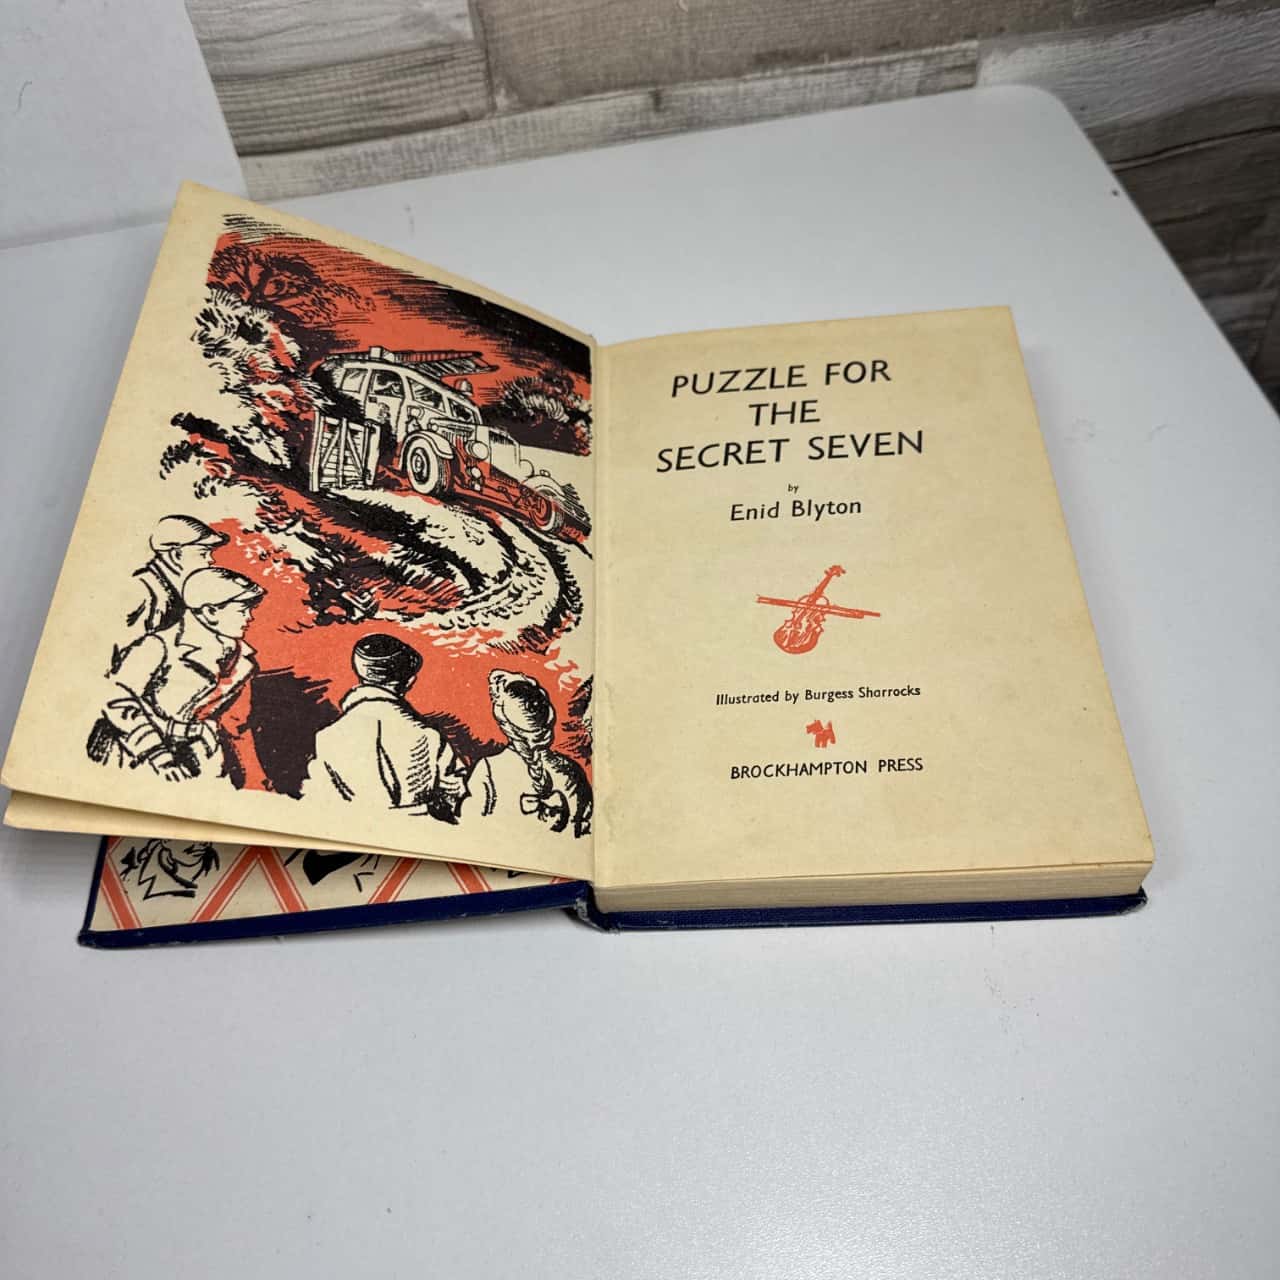 PUZZLE FOR
THE
SECRET SEVEN
by
Enid Blyton
Illustrated by Burgess Sharrocks
BROCKHAMPTON PRESS